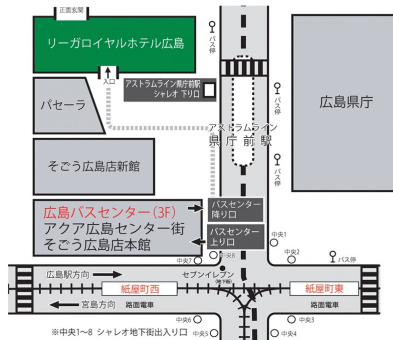 正面玄関
リーガロイヤルホテル広島
バス停
入口
アストラムライン県庁前駅
シャレオ 下り口
パセーラ
バス停
広島県庁
アストラムライン
県庁前駅
そごう広島店新館
バス停
広島バスセンター(3F)
アクア広島センター街
そごう広島店本館
バスセンター
降り口
バスセンター
上り口
中央1
中央2
中央7
中央8
バス停
セブンイレブン
(地下街)
広島駅方向
紙屋町西
紙屋町東
宮島方向
路面電車
路面電車
中央6
中央3
※中央1~8 シャレオ地下街出入り口
中央5
中央4